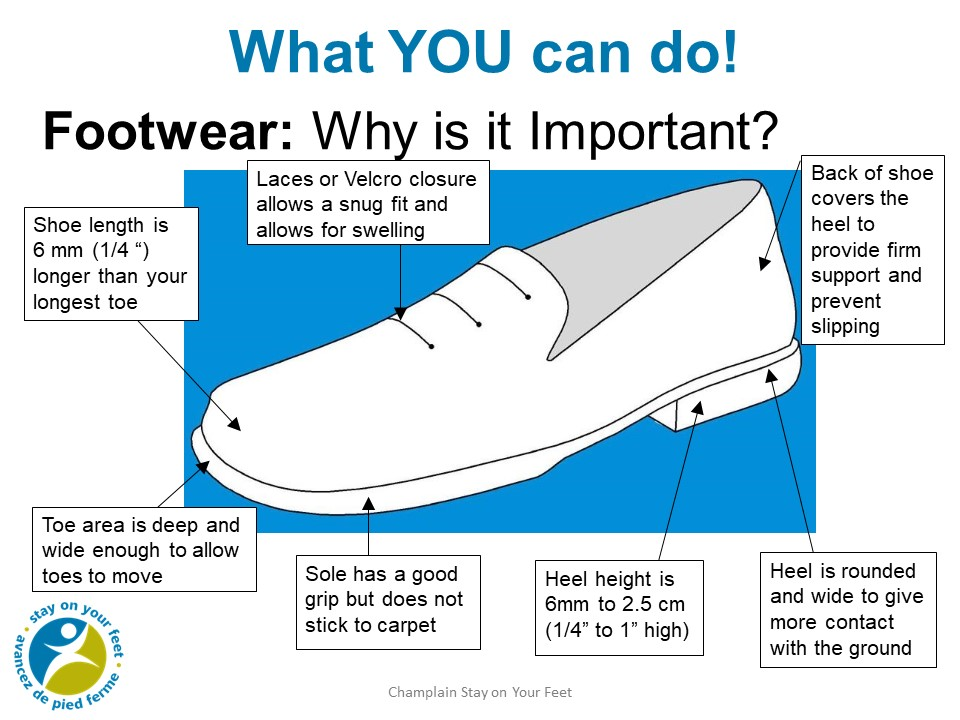 What YOU can do!
Footwear: Why is it Important?
Laces or Velcro closure
allows a snug fit and
allows for swelling
Back of shoe
covers the
heel to
provide firm
support and
prevent
slipping
Shoe length is
6 mm (1/4 “)
longer than your
longest toe
Toe area is deep and
wide enough to allow
toes to move
Sole has a good
grip but does not
stick to carpet
Heel height is
6mm to 2.5 cm
(1/4” to 1” high)
Heel is rounded
and wide to give
more contact
with the ground
• stay on your feet •
avancez de pied ferme
Champlain Stay on Your Feet